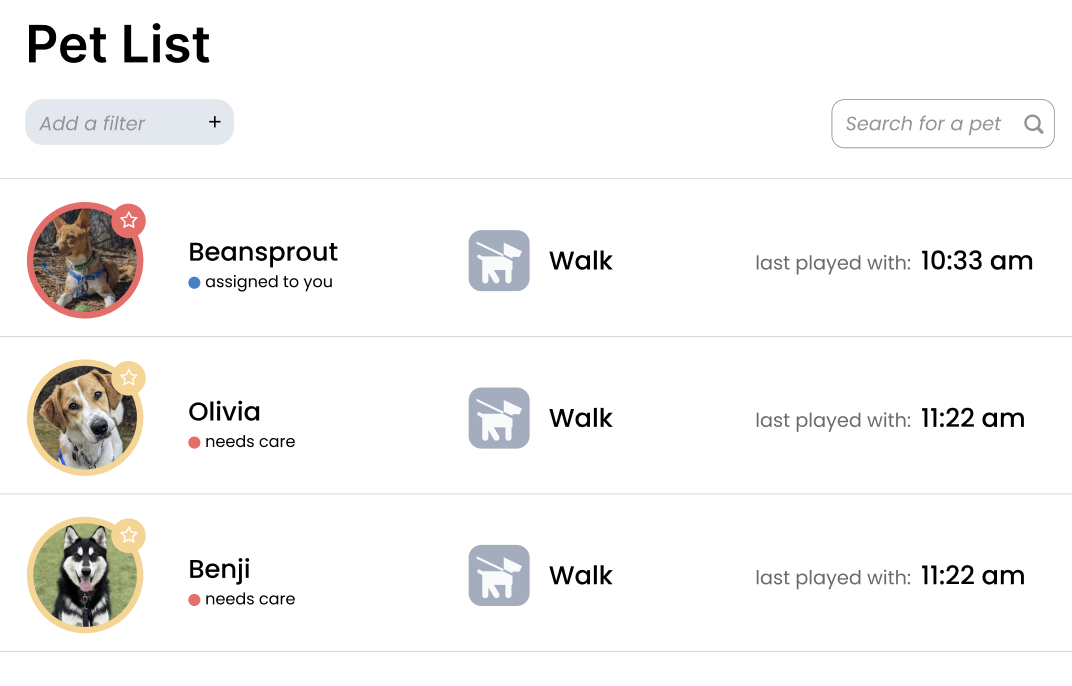 Pet List
Add a filter +
Search for a pet
Beansprout
assigned to you
Walk
last played with: 10:33 am
Olivia
needs care
Walk
last played with: 11:22 am
Benji
needs care
Walk
last played with: 11:22 am